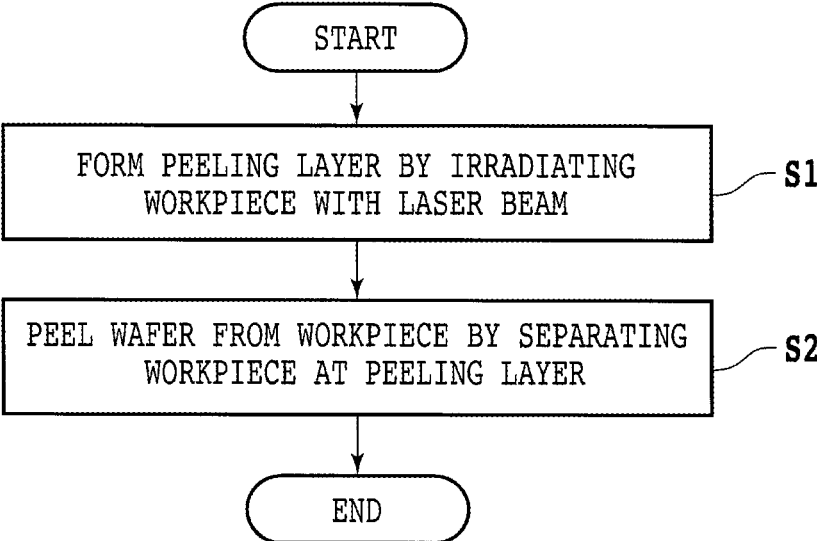 START
FORM PEELING LAYER BY IRRADIATING
WORKPIECE WITH LASER BEAM
S1
PEEL WAFER FROM WORKPIECE BY SEPARATING
WORKPIECE AT PEELING LAYER
S2
END